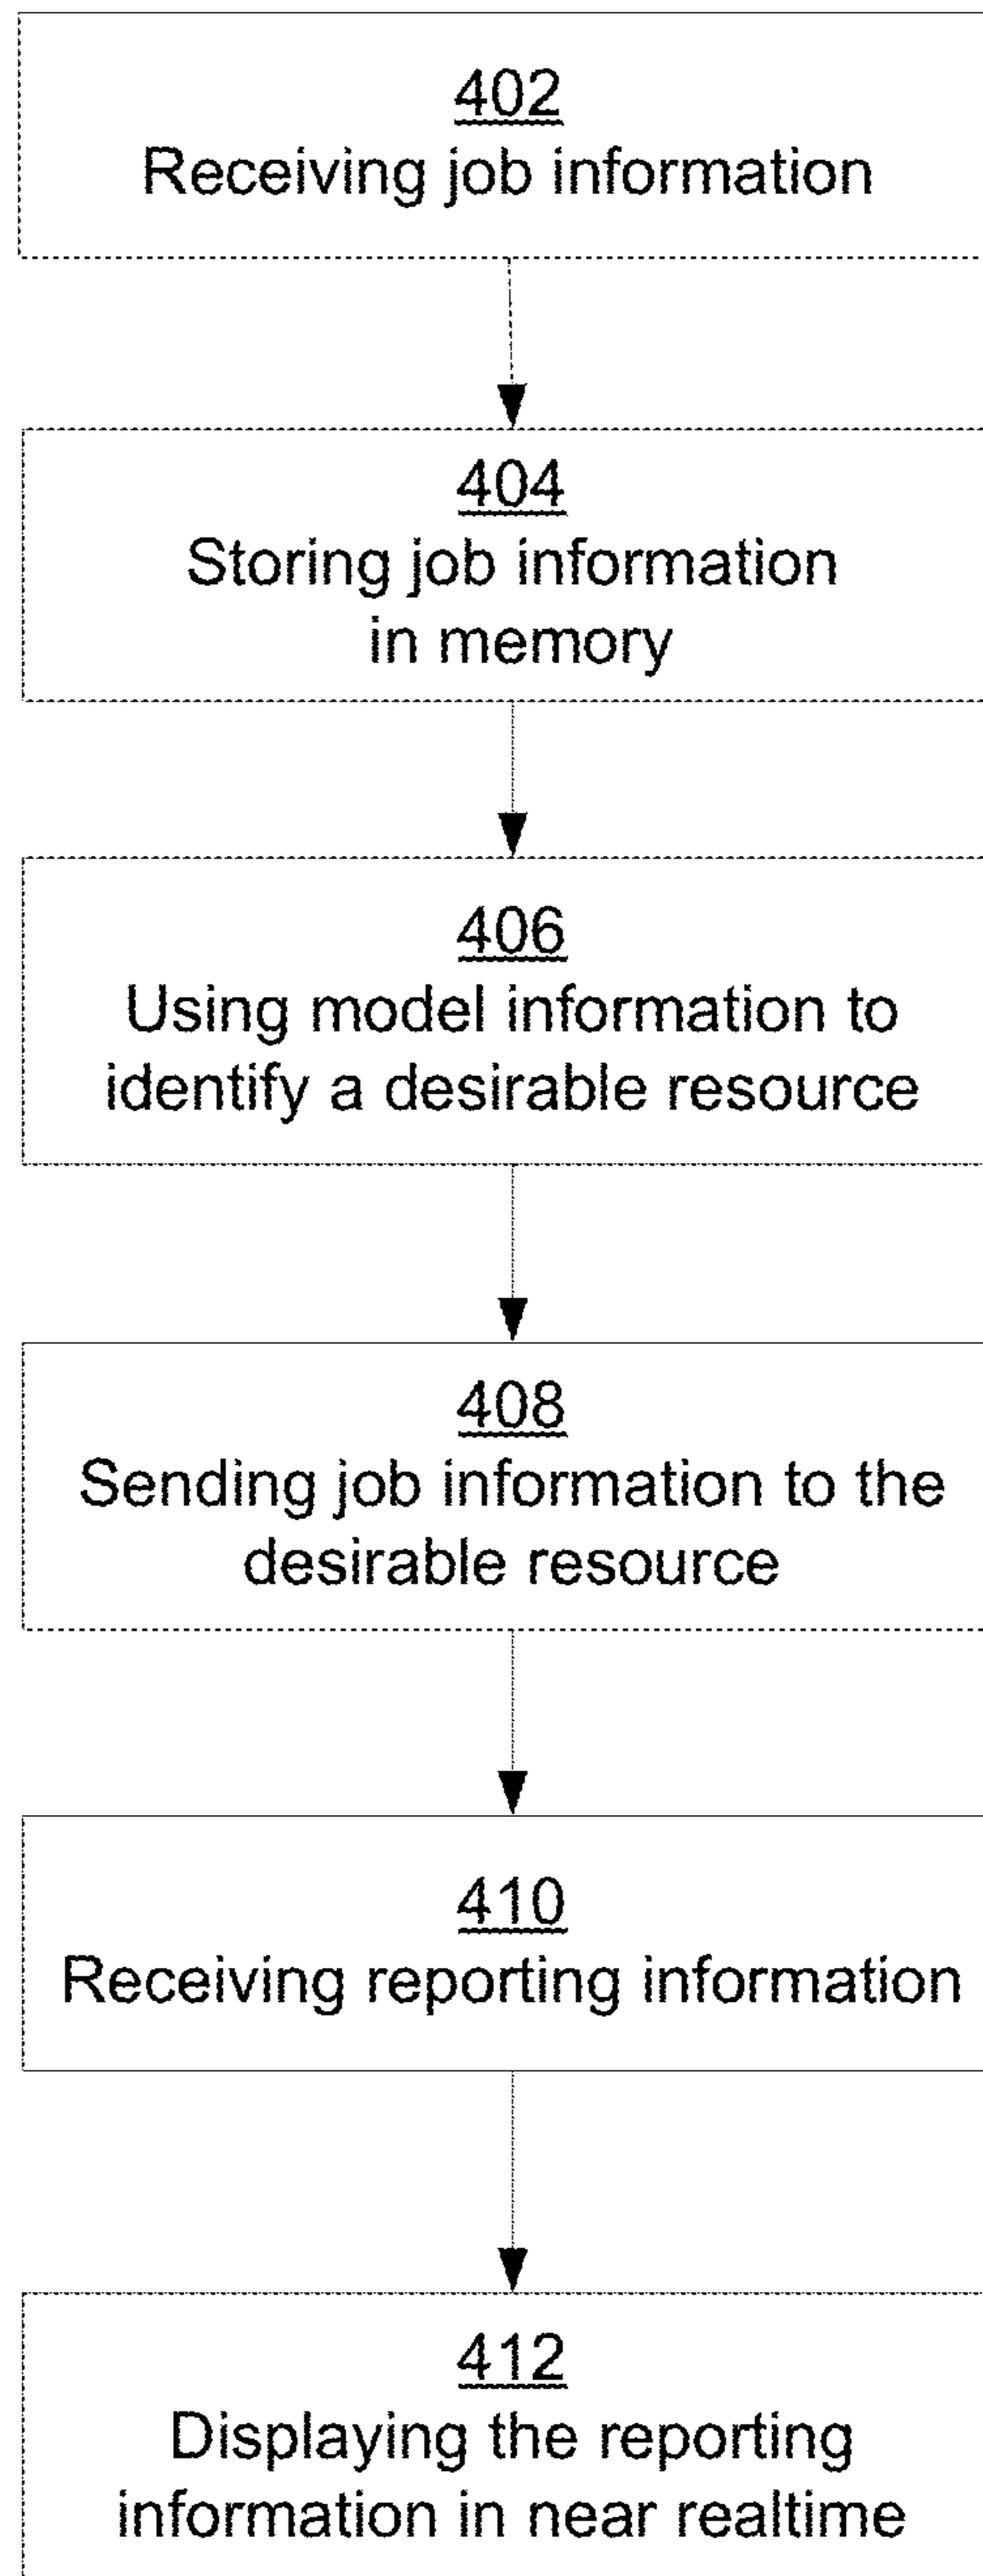 402
Receiving job information
404
Storing job information
in memory
406
Using model information to
identify a desirable resource
408
Sending job information to the
desirable resource
410
Receiving reporting information
412
Displaying the reporting
information in near realtime